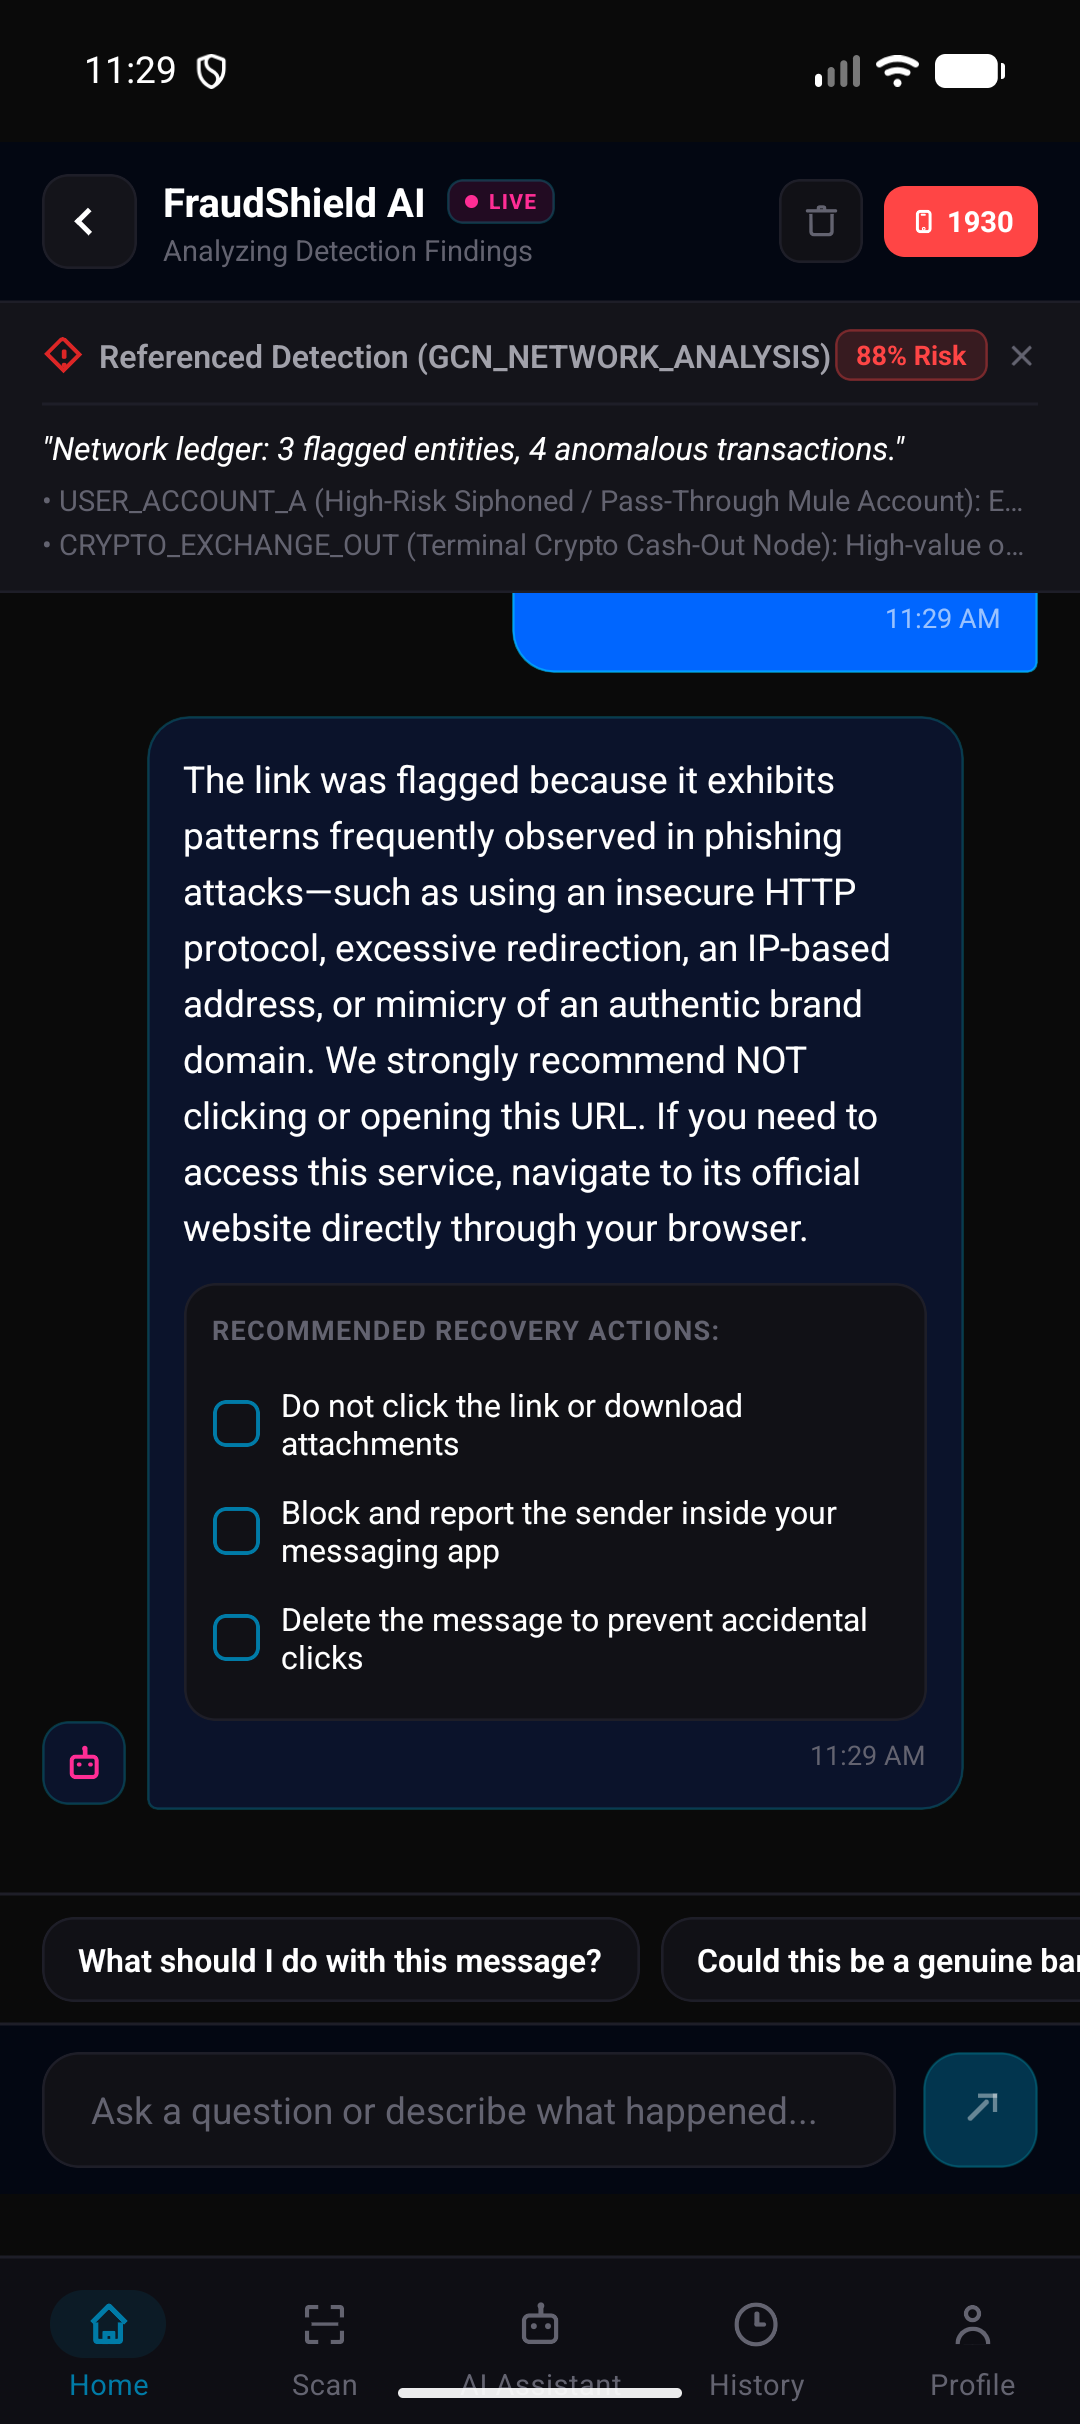 11:29
FraudShield AI
LIVE
Analyzing Detection Findings
1930
Referenced Detection (GCN_NETWORK_ANALYSIS)
88% Risk
"Network ledger: 3 flagged entities, 4 anomalous transactions."
• USER_ACCOUNT_A (High-Risk Siphoned / Pass-Through Mule Account): E...
• CRYPTO_EXCHANGE_OUT (Terminal Crypto Cash-Out Node): High-value o...
11:29 AM
The link was flagged because it exhibits
patterns frequently observed in phishing
attacks—such as using an insecure HTTP
protocol, excessive redirection, an IP-based
address, or mimicry of an authentic brand
domain. We strongly recommend NOT
clicking or opening this URL. If you need to
access this service, navigate to its official
website directly through your browser.
RECOMMENDED RECOVERY ACTIONS:
Do not click the link or download
attachments
Block and report the sender inside your
messaging app
Delete the message to prevent accidental
clicks
11:29 AM
What should I do with this message?
Could this be a genuine
Ask a question or describe what happened...
Home
Scan
AI Assistant
History
Profile